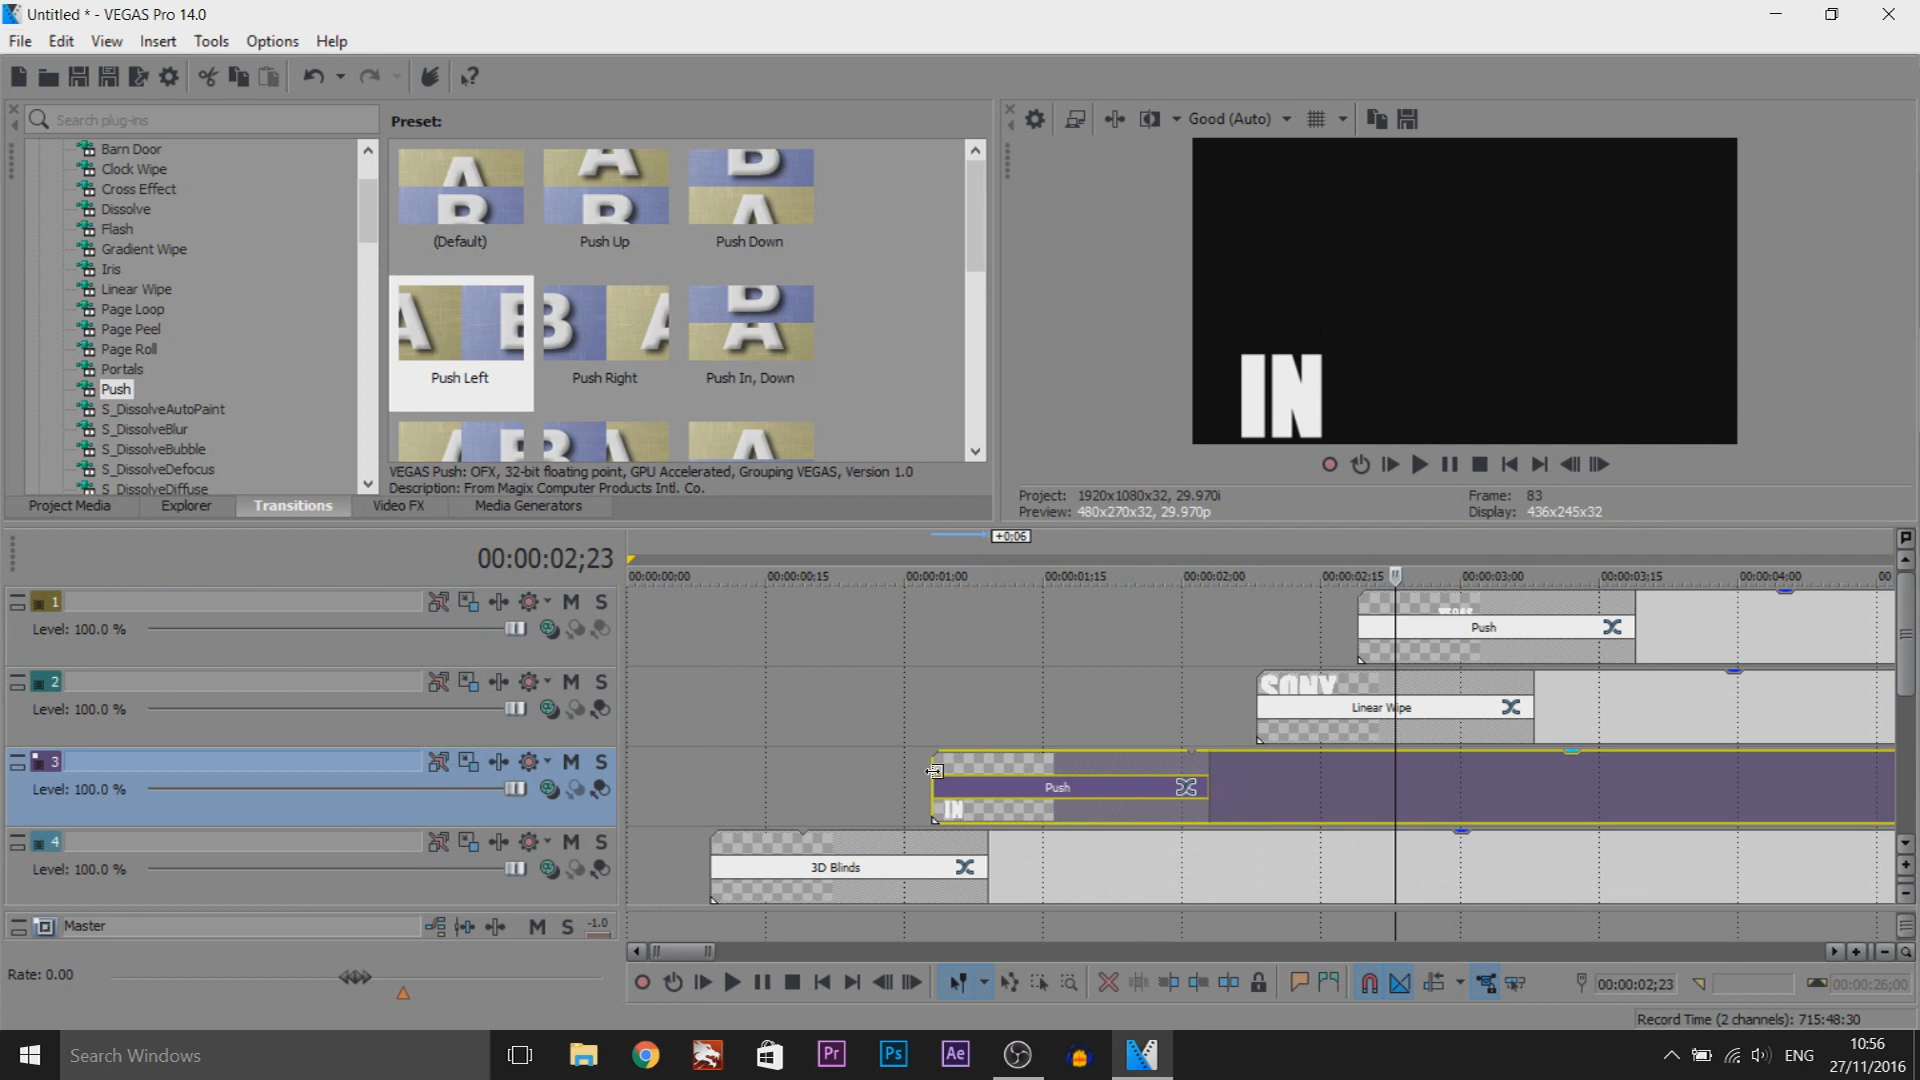 Untitled * - VEGAS Pro 14.0
File Edit View Insert Tools Options Help
Search plug-ins
Preset:
Good (Auto)
Barn Door
Clock Wipe
Cross Effect
Dissolve
Flash
Gradient Wipe
Iris
Linear Wipe
Page Loop
Page Peel
Page Roll
Portals
Push
S_DissolveAutoPaint
S_DissolveBlur
S_DissolveBubble
S_DissolveDefocus
S_DissolveDiffuse
(Default) Push Up Push Down
Push Left Push Right Push In, Down
VEGAS Push: OFX, 32-bit floating point, GPU Accelerated, Grouping VEGAS, Version 1.0
Description: From Magix Computer Products Intl. Co.
Project Media Explorer Transitions Video FX Media Generators
IN
Project: 1920x1080x32, 29.970i
Preview: 480x270x32, 29.970p
Frame: 83
Display: 436x245x32
+0;06
00:00:02;23
00:00:00;00 00:00:00;15 00:00:01;00 00:00:01;15 00:00:02;00 00:00:02;15 00:00:03;00 00:00:03;15 00:00:04;00 00
1 M S
Level: 100.0 %
VEGAS
Push
2 M S
Level: 100.0 %
SONY
Linear Wipe
3 M S
Level: 100.0 %
Push
IN
4 M S
Level: 100.0 %
3D Blinds
Master M S -1.0
Rate: 0.00
00:00:02;23 00:00:26;00
Record Time (2 channels): 715:48:30
Search Windows
Pr Ps Ae
ENG
10:56
27/11/2016